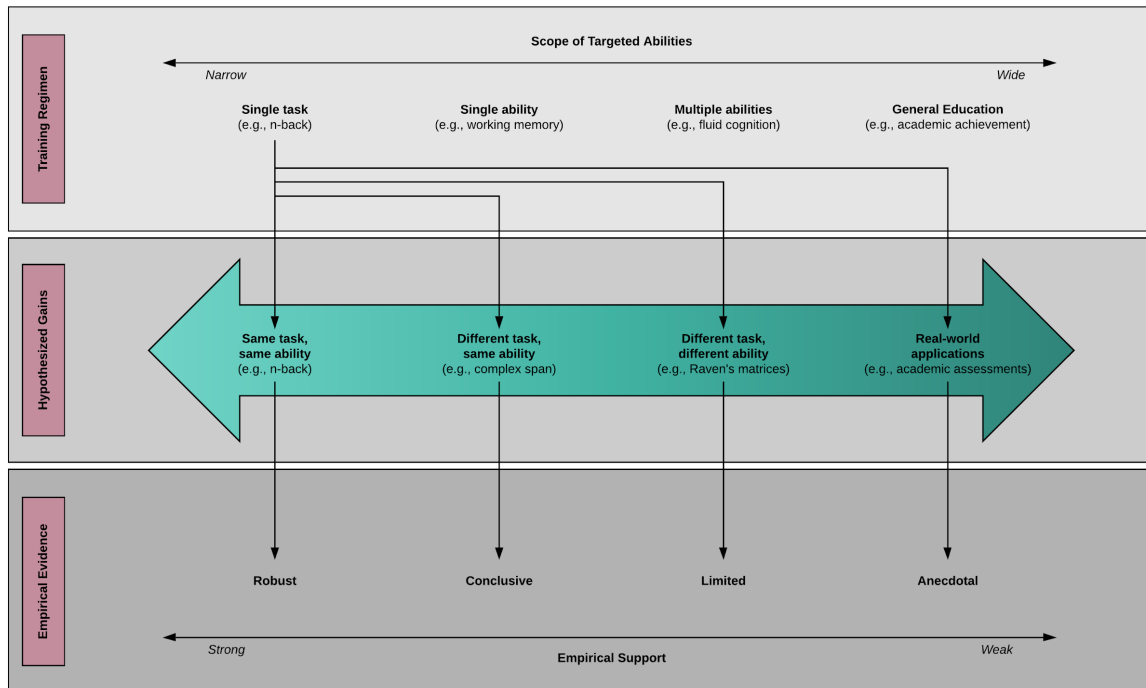 Training Regimen
Scope of Targeted Abilities
Narrow
Wide
Single task
(e.g., n-back)
Single ability
(e.g., working memory)
Multiple abilities
(e.g., fluid cognition)
General Education
(e.g., academic achievement)
Hypothesized Gains
Same task,
same ability
(e.g., n-back)
Different task,
same ability
(e.g., complex span)
Different task,
different ability
(e.g., Raven's matrices)
Real-world
applications
(e.g., academic assessments)
Empirical Evidence
Robust
Conclusive
Limited
Anecdotal
Strong
Weak
Empirical Support